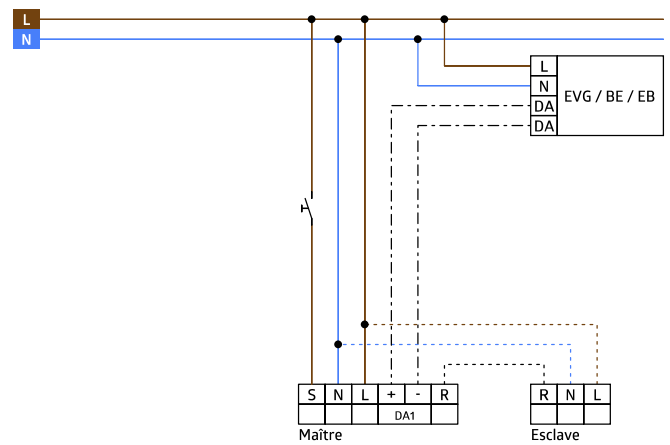 L
N
L
N
EVG / BE / EB
DA
DA
S N L + - R
DA1
Maître
R N L
Esclave